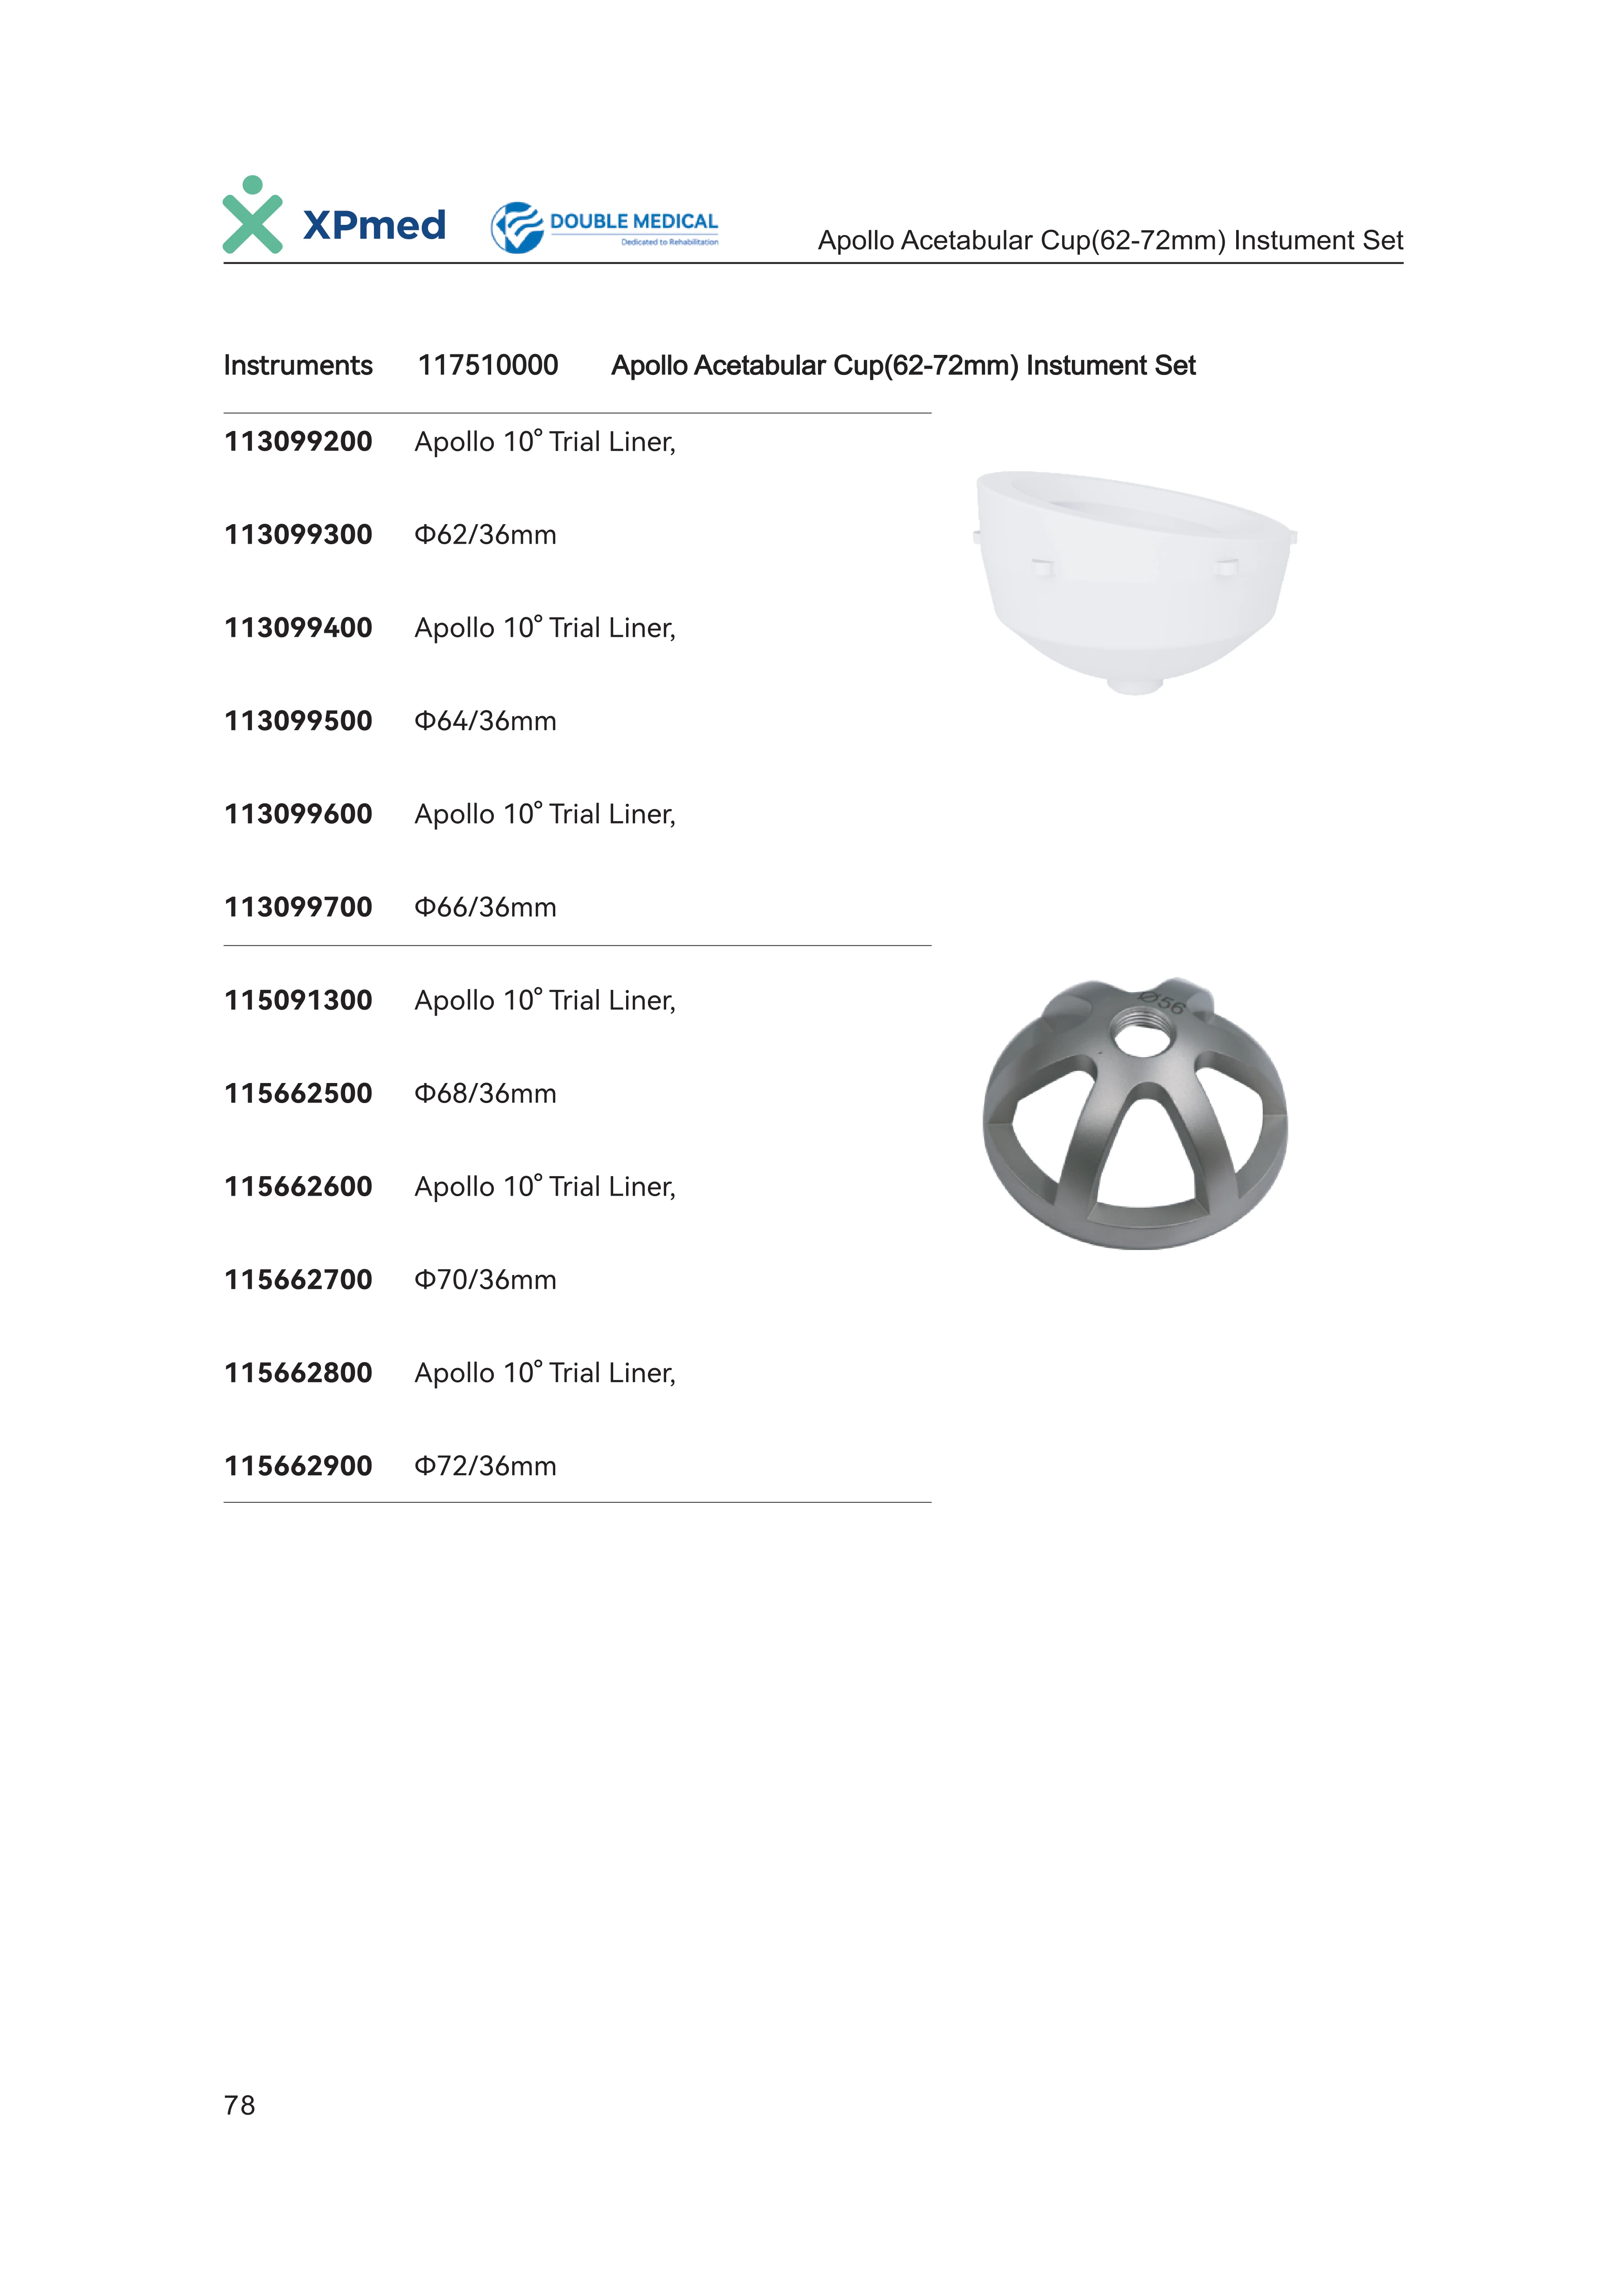 XPmed
DOUBLE MEDICAL
Dedicated to Rehabilitation
Apollo Acetabular Cup(62-72mm) Instument Set
Instruments 117510000 Apollo Acetabular Cup(62-72mm) Instument Set
113099200 Apollo 10° Trial Liner,
113099300 Φ62/36mm
113099400 Apollo 10° Trial Liner,
113099500 Φ64/36mm
113099600 Apollo 10° Trial Liner,
113099700 Φ66/36mm
115091300 Apollo 10° Trial Liner,
115662500 Φ68/36mm
115662600 Apollo 10° Trial Liner,
115662700 Φ70/36mm
115662800 Apollo 10° Trial Liner,
115662900 Φ72/36mm
Ø56
78